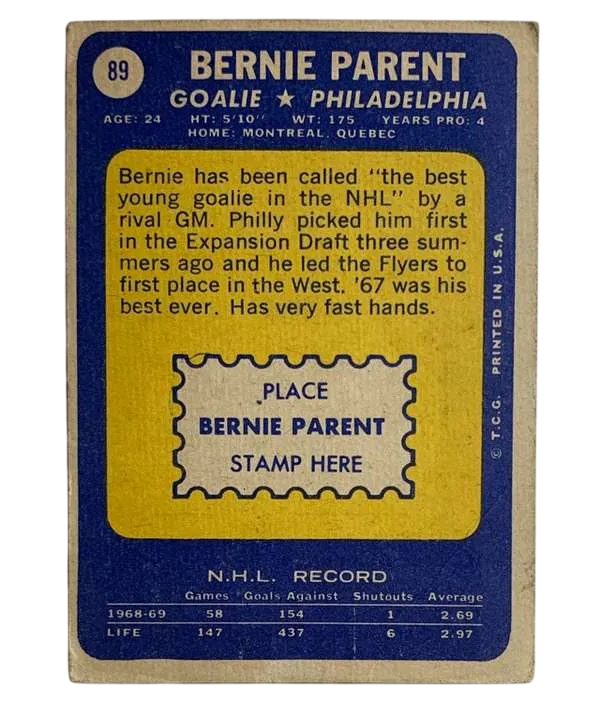 89
BERNIE PARENT
GOALIE ★ PHILADELPHIA
AGE: 24 HT: 5'10" WT: 175 YEARS PRO: 4
HOME: MONTREAL, QUEBEC
Bernie has been called "the best
young goalie in the NHL" by a
rival GM. Philly picked him first
in the Expansion Draft three sum-
mers ago and he led the Flyers to
first place in the West. '67 was his
best ever. Has very fast hands.
PLACE
BERNIE PARENT
STAMP HERE
© T.C.G. PRINTED IN U.S.A.
N.H.L. RECORD
Games Goals Against Shutouts Average
1968-69 58 154 1 2.69
LIFE 147 437 6 2.97